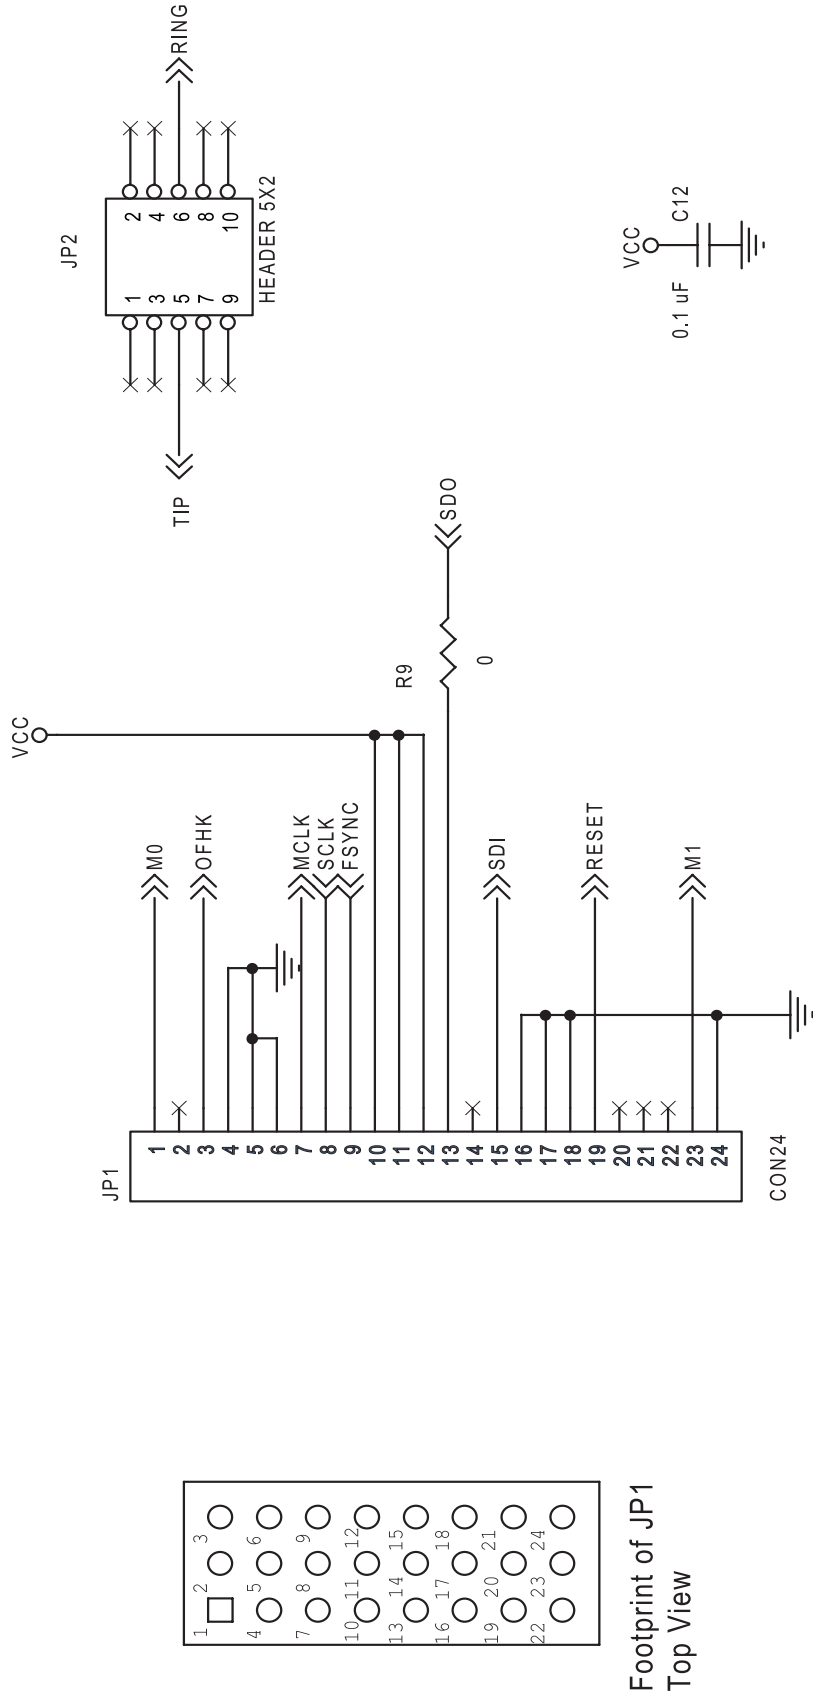 JP1
1
2
3
4
5
6
7
8
9
10
11
12
13
14
15
16
17
18
19
20
21
22
23
24
CON24
M0
OFHK
MCLK
SCLK
FSYNC
SDI
RESET
M1
VCC
R9
0
SDO
JP2
1
3
5
7
9
2
4
6
8
10
HEADER 5X2
TIP
RING
VCC
0.1 uF
C12
1
2
3
4
5
6
7
8
9
10
11
12
13
14
15
16
17
18
19
20
21
22
23
24
Footprint of JP1
Top View